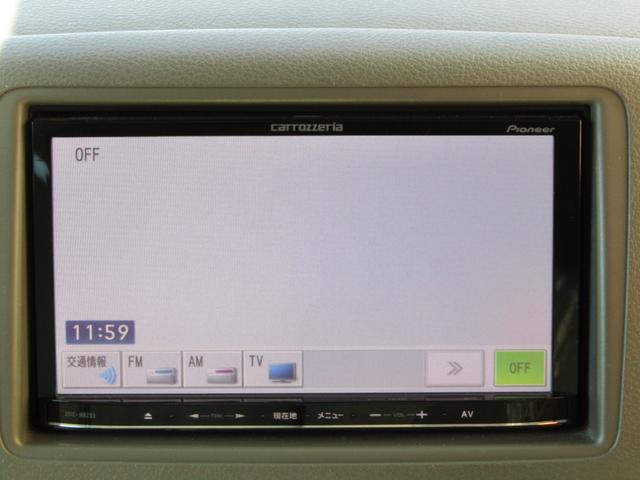 carrozzeria
Pioneer
OFF
11:59
交通情報 FM AM TV OFF
TRK 現在地 メニュー VOL AV